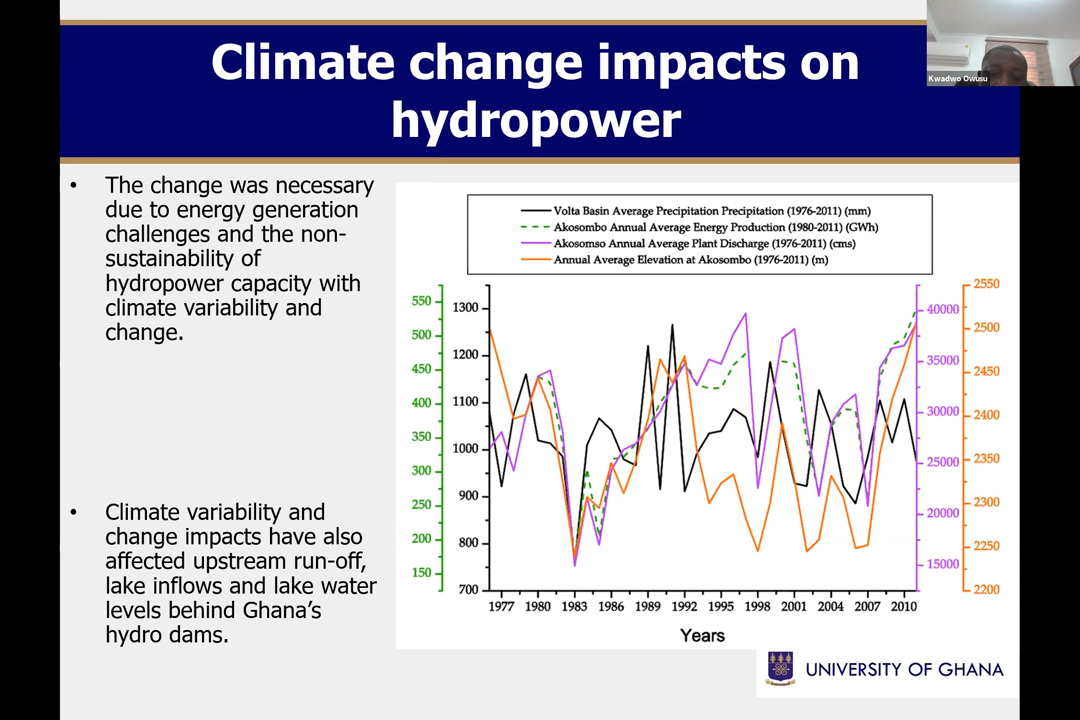 Climate change impacts on
hydropower
Kwadwo Owusu
• The change was necessary
due to energy generation
challenges and the non-
sustainability of
hydropower capacity with
climate variability and
change.
• Climate variability and
change impacts have also
affected upstream run-off,
lake inflows and lake water
levels behind Ghana's
hydro dams.
Volta Basin Average Precipitation Precipitation (1976-2011) (mm)
Akosombo Annual Average Energy Production (1980-2011) (GWh)
Akosomso Annual Average Plant Discharge (1976-2011) (cms)
Annual Average Elevation at Akosombo (1976-2011) (m)
550
500
450
400
350
300
250
200
150
1300
1200
1100
1000
900
800
700
40000
35000
30000
25000
20000
15000
2550
2500
2450
2400
2350
2300
2250
2200
1977 1980 1983 1986 1989 1992 1995 1998 2001 2004 2007 2010
Years
UNIVERSITY OF GHANA